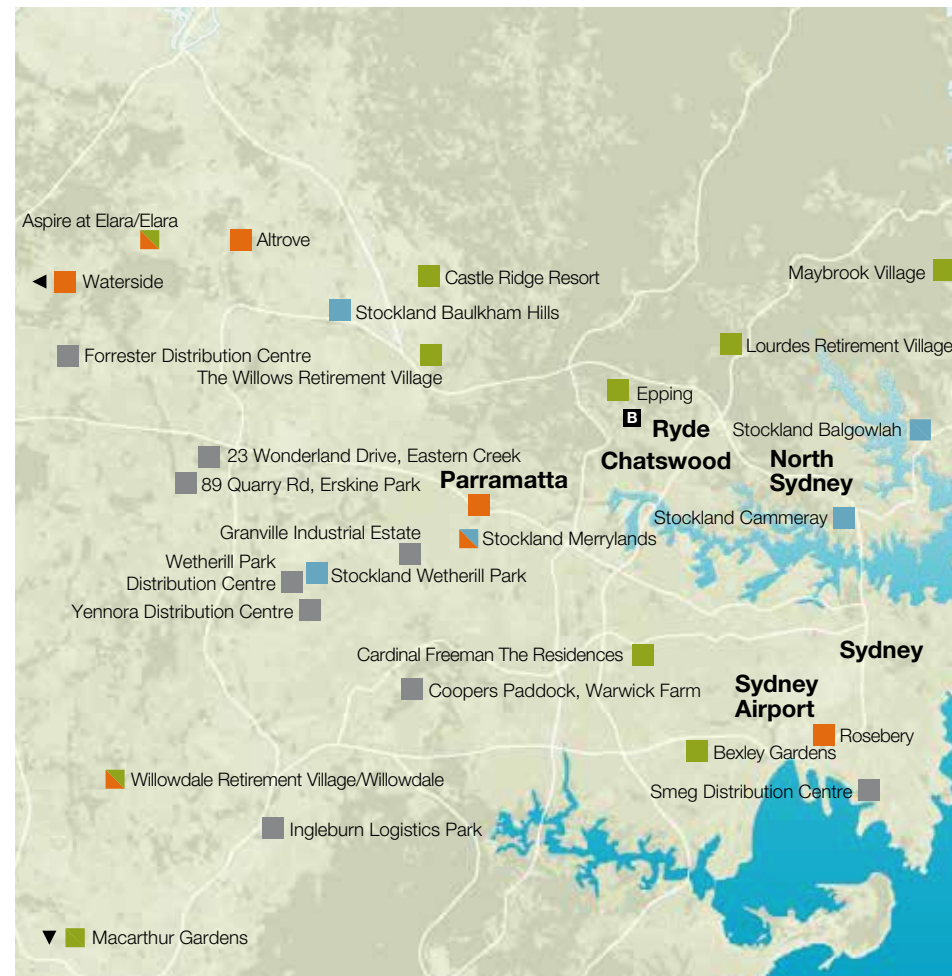 Aspire at Elara/Elara
Altrove
Waterside
Castle Ridge Resort
Maybrook Village
Stockland Baulkham Hills
Forrester Distribution Centre
Lourdes Retirement Village
The Willows Retirement Village
Epping
B
Ryde
Stockland Balgowlah
23 Wonderland Drive, Eastern Creek
Chatswood
North
Sydney
89 Quarry Rd, Erskine Park
Parramatta
Stockland Cammeray
Granville Industrial Estate
Stockland Merrylands
Wetherill Park
Distribution Centre
Stockland Wetherill Park
Yennora Distribution Centre
Cardinal Freeman The Residences
Sydney
Coopers Paddock, Warwick Farm
Sydney
Airport
Rosebery
Bexley Gardens
Willowdale Retirement Village/Willowdale
Smeg Distribution Centre
Ingleburn Logistics Park
Macarthur Gardens